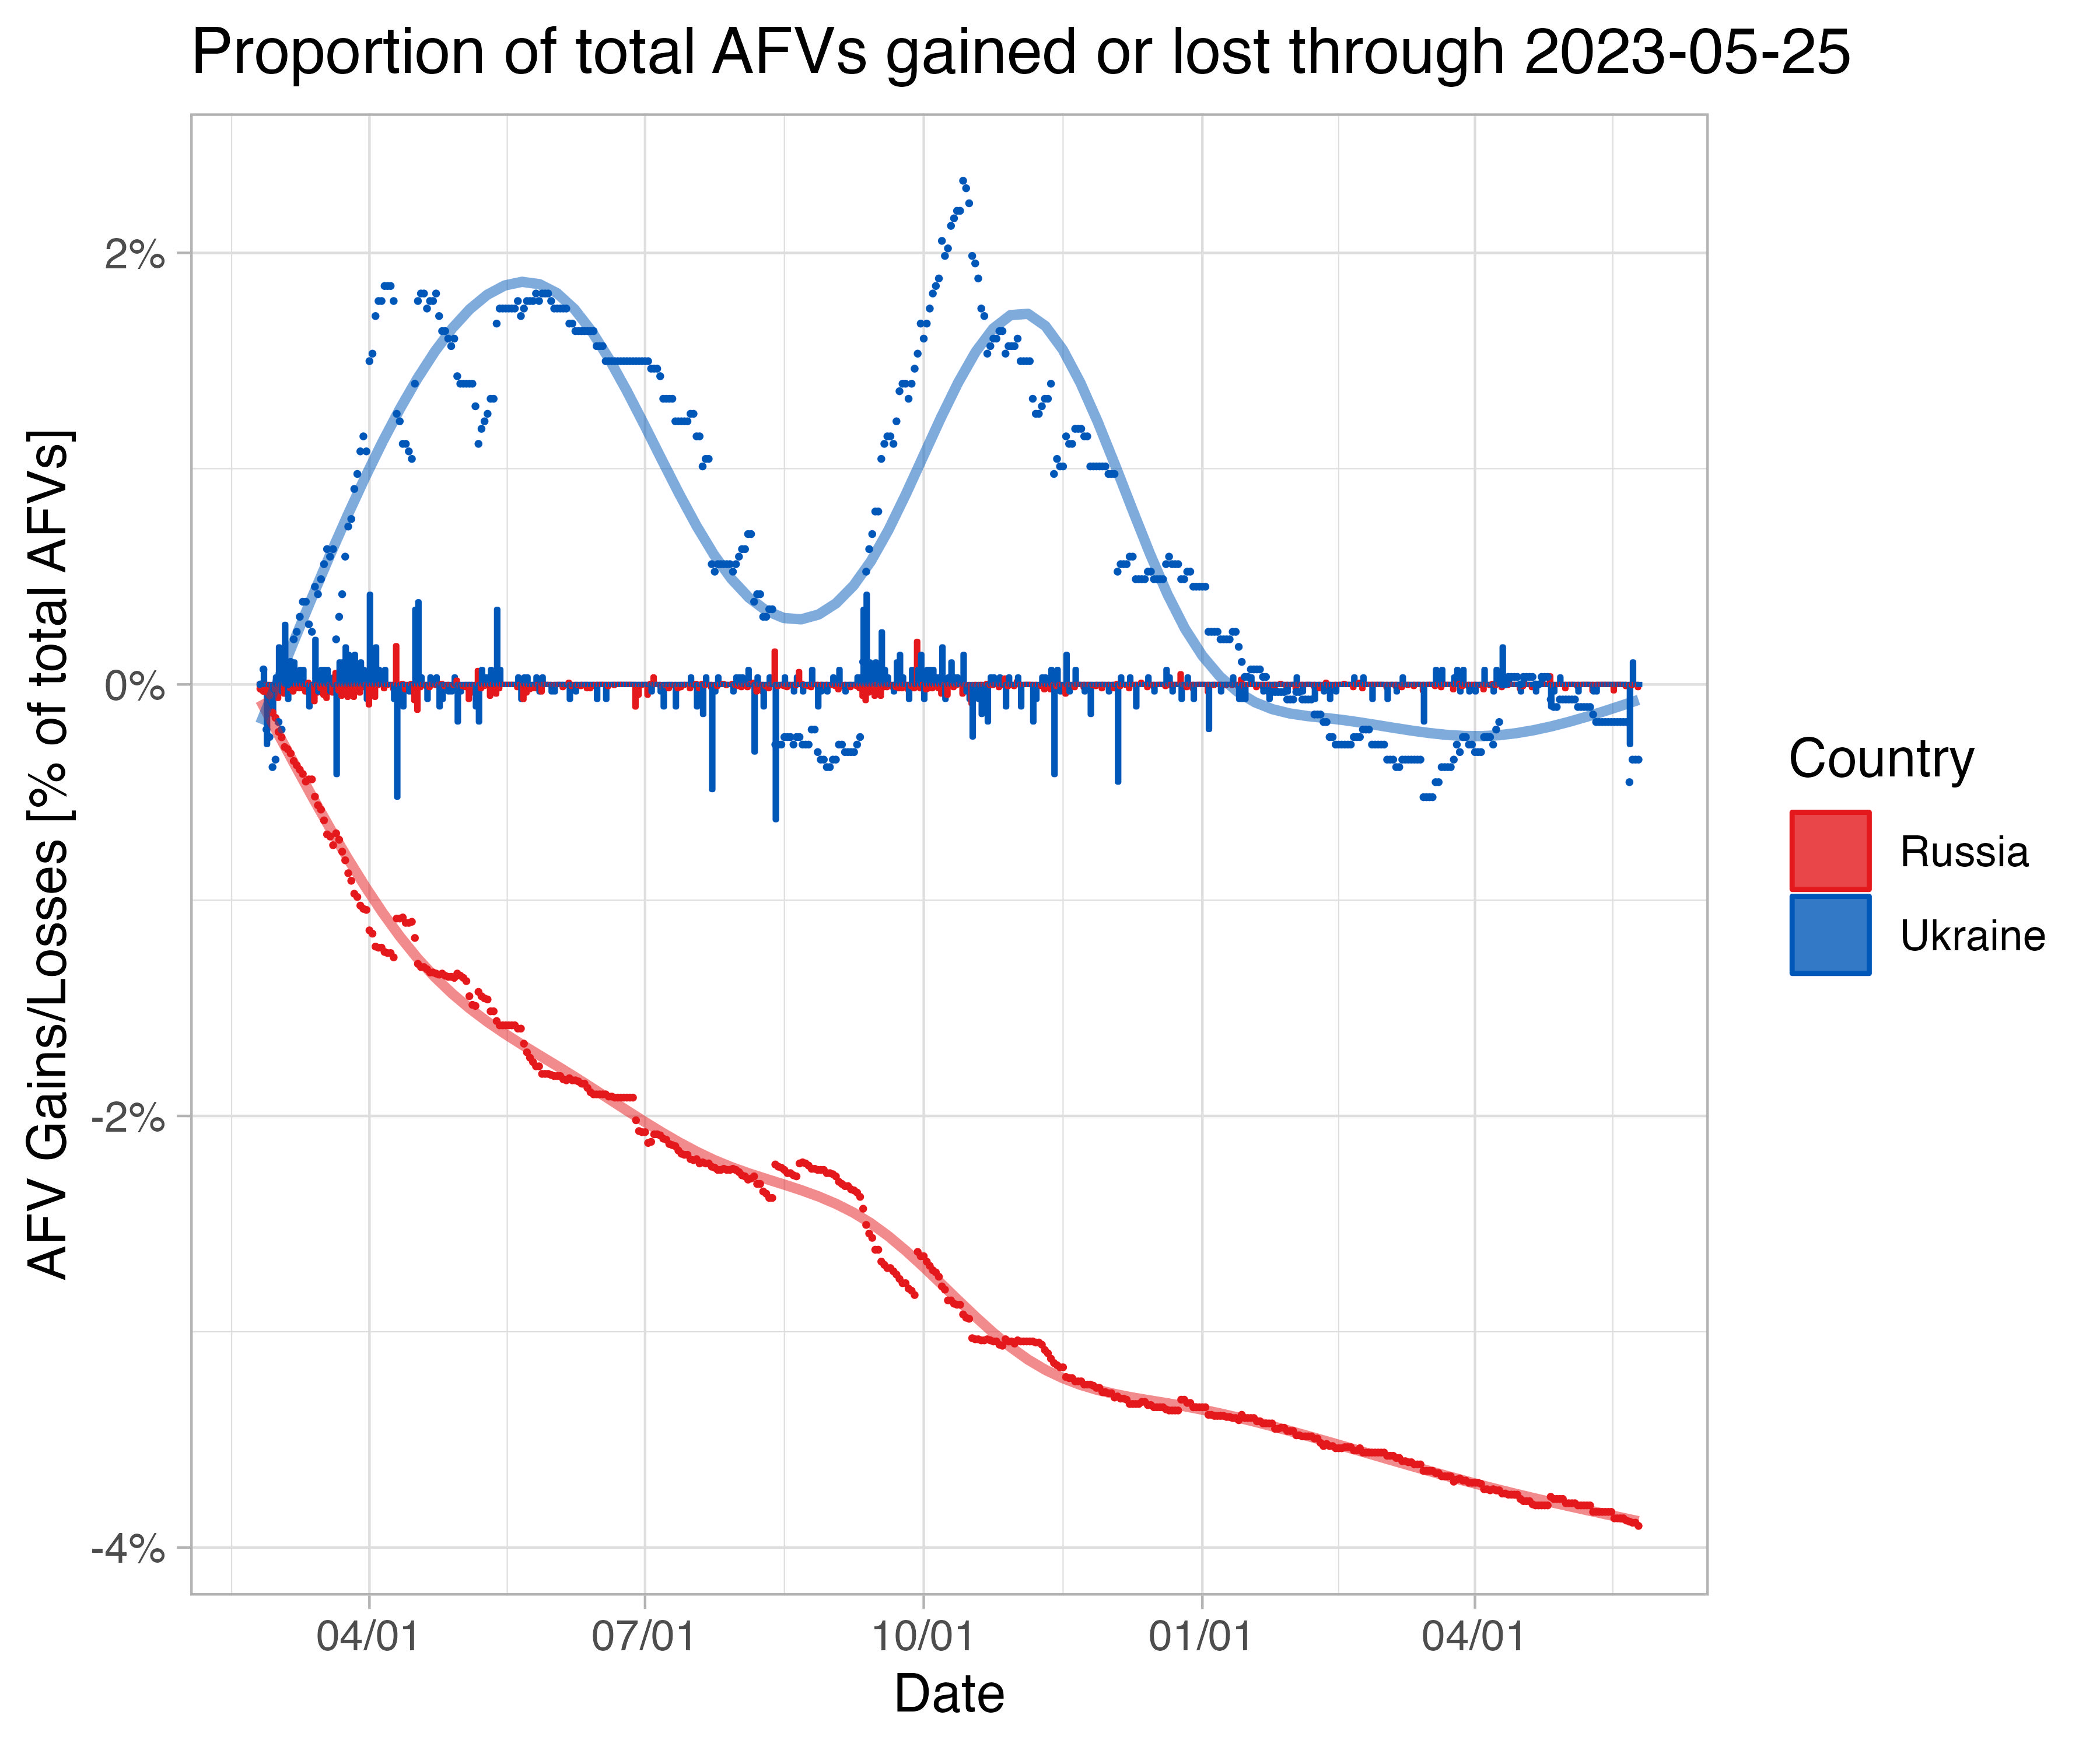 Proportion of total AFVs gained or lost through 2023-05-25
AFV Gains/Losses [% of total AFVs]
2%
0%
-2%
-4%
04/01
07/01
10/01
01/01
04/01
Date
Country
Russia
Ukraine